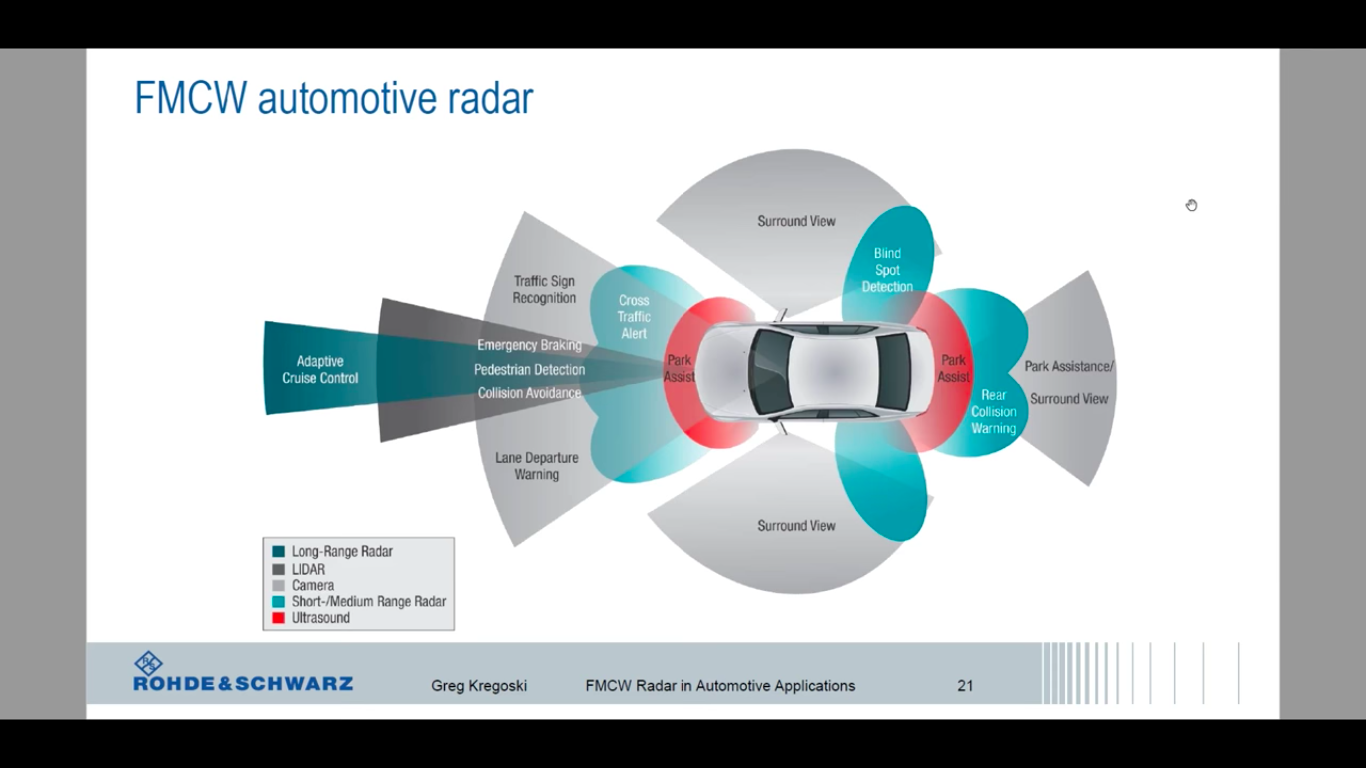 FMCW automotive radar
Surround View
Blind
Spot
Detection
Traffic Sign
Recognition
Cross
Traffic
Alert
Emergency Braking
Pedestrian Detection
Collision Avoidance
Adaptive
Cruise Control
Park
Assist
Park
Assist
Park Assistance/
Surround View
Rear
Collision
Warning
Lane Departure
Warning
Surround View
Long-Range Radar
LIDAR
Camera
Short-/Medium Range Radar
Ultrasound
R&S
ROHDE&SCHWARZ
Greg Kregoski
FMCW Radar in Automotive Applications
21